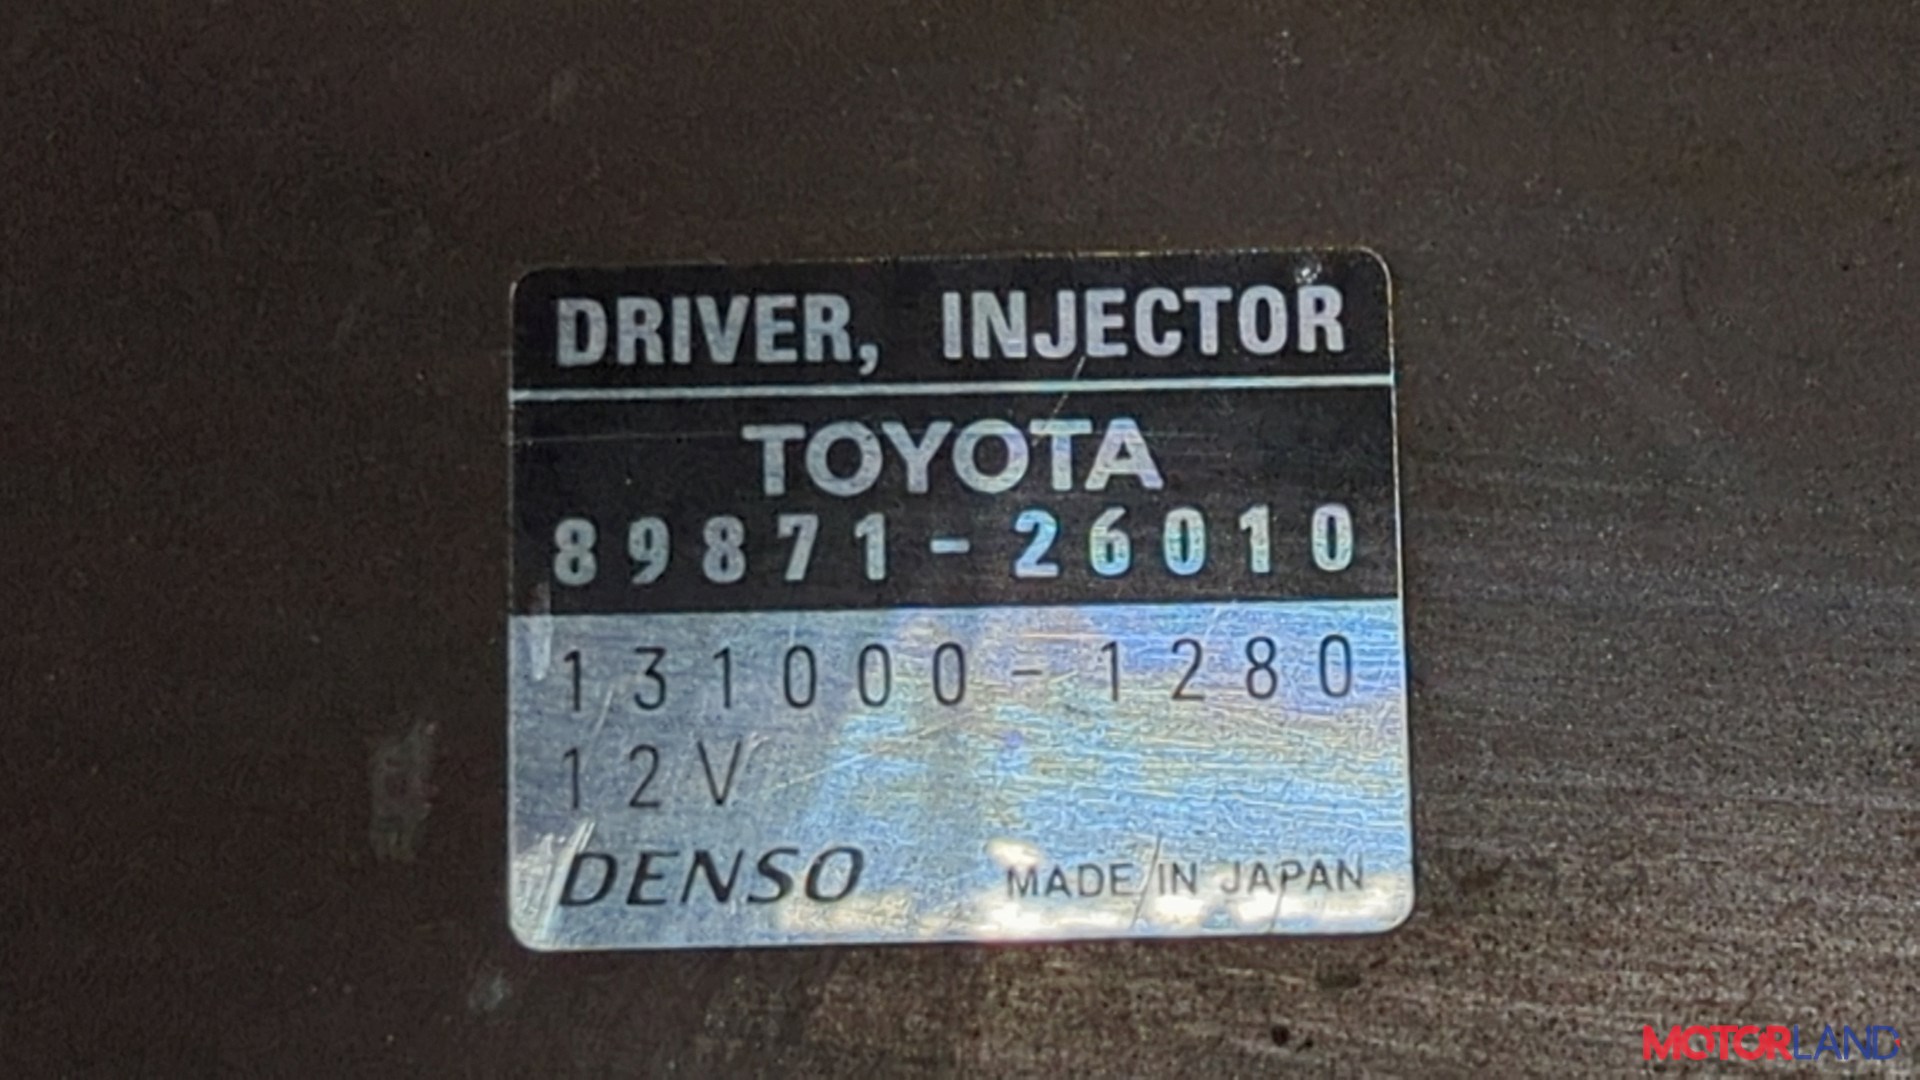 DRIVER, INJECTOR
TOYOTA
89871-26010
131000-1280
12V
DENSO MADE IN JAPAN
MOTORLAND